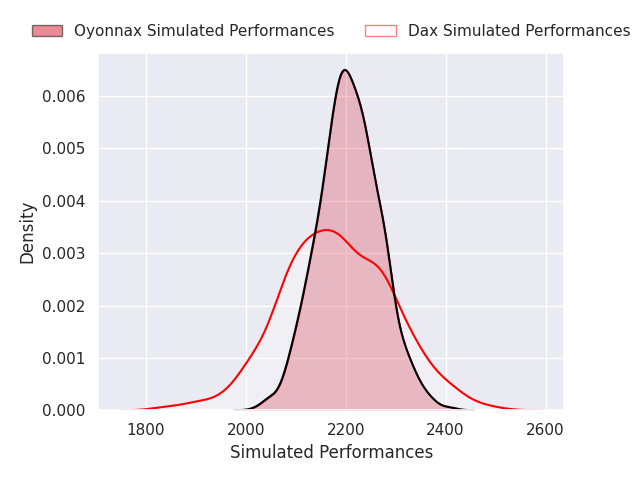 Oyonnax Simulated Performances Dax Simulated Performances
0.006
0.005
0.004
0.003
0.002
0.001
0.000
Density
1800 2000 2200 2400 2600
Simulated Performances